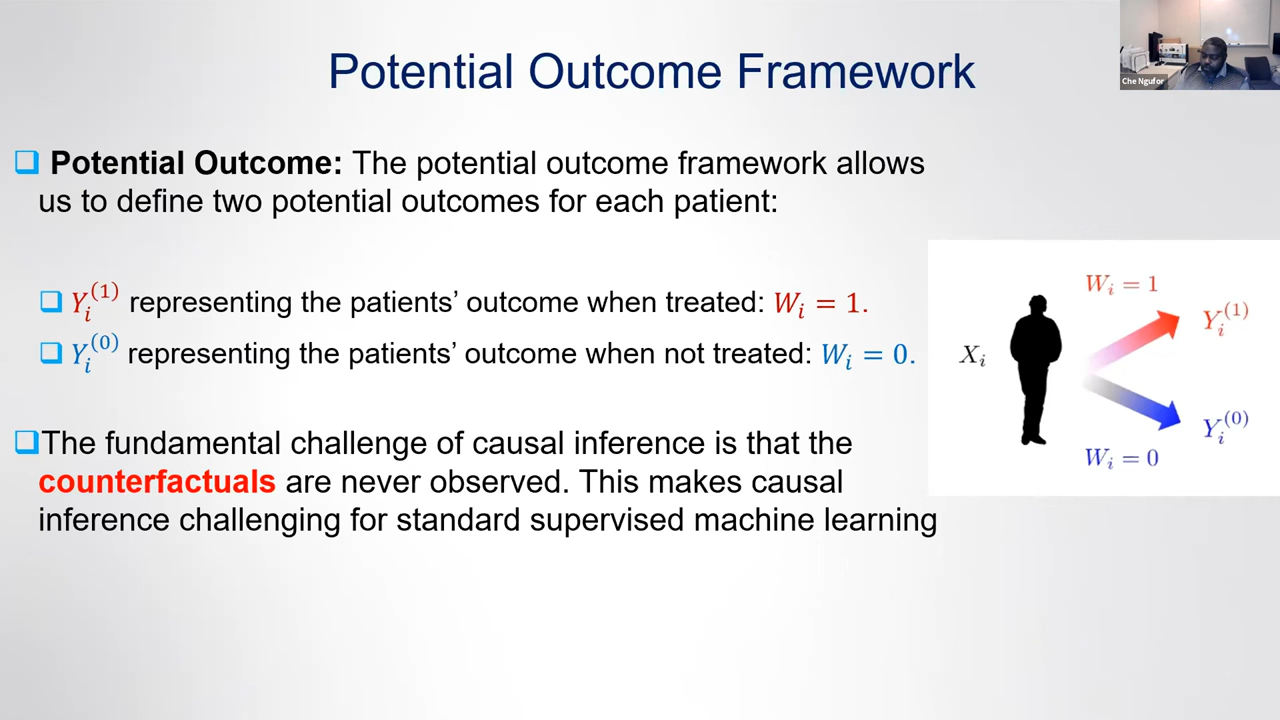 Potential Outcome Framework
Che Ngufor
❑ Potential Outcome: The potential outcome framework allows
us to define two potential outcomes for each patient:
❑ Y_i^(1) representing the patients’ outcome when treated: W_i = 1.
❑ Y_i^(0) representing the patients’ outcome when not treated: W_i = 0.
❑The fundamental challenge of causal inference is that the
counterfactuals are never observed. This makes causal
inference challenging for standard supervised machine learning
W_i = 1
Y_i^(1)
X_i
Y_i^(0)
W_i = 0